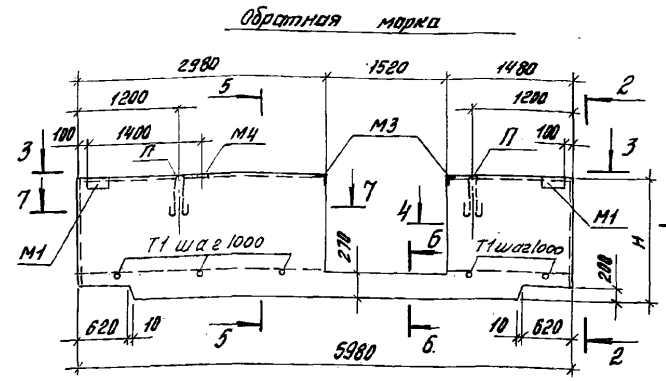 Обратная марка
2980 1520 1480
1200 5 1200 2
100 1400 П М4 М3 П 100
3 3
7 7 4
М1 М1
6
Т1 шаг 1000 270 Т1 шаг 1000 Н
200
620 10 5 6. 10 620
5980 2